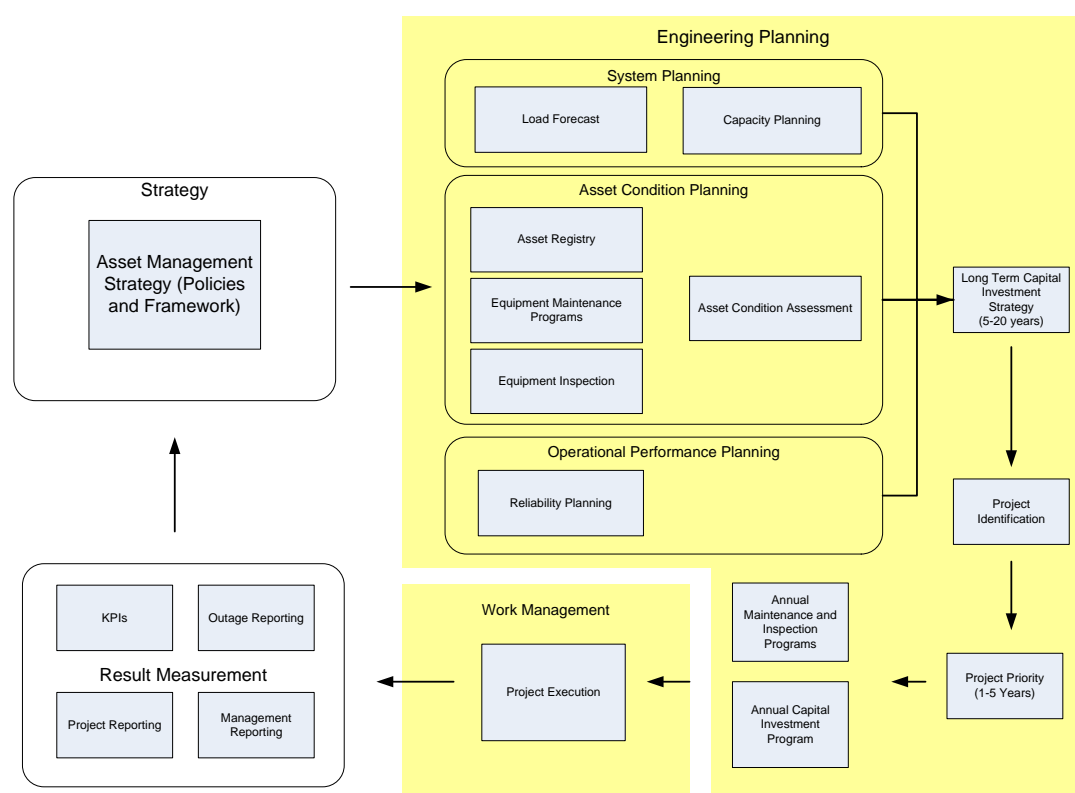 Engineering Planning
System Planning
Load Forecast
Capacity Planning
Strategy
Asset Management
Strategy (Policies
and Framework)
Asset Condition Planning
Asset Registry
Equipment Maintenance
Programs
Equipment Inspection
Asset Condition Assessment
Long Term Capital
Investment
Strategy
(5-20 years)
Operational Performance Planning
Reliability Planning
Project
Identification
KPIs
Outage Reporting
Result Measurement
Project Reporting
Management
Reporting
Work Management
Project Execution
Annual
Maintenance and
Inspection
Programs
Annual Capital
Investment
Program
Project Priority
(1-5 Years)